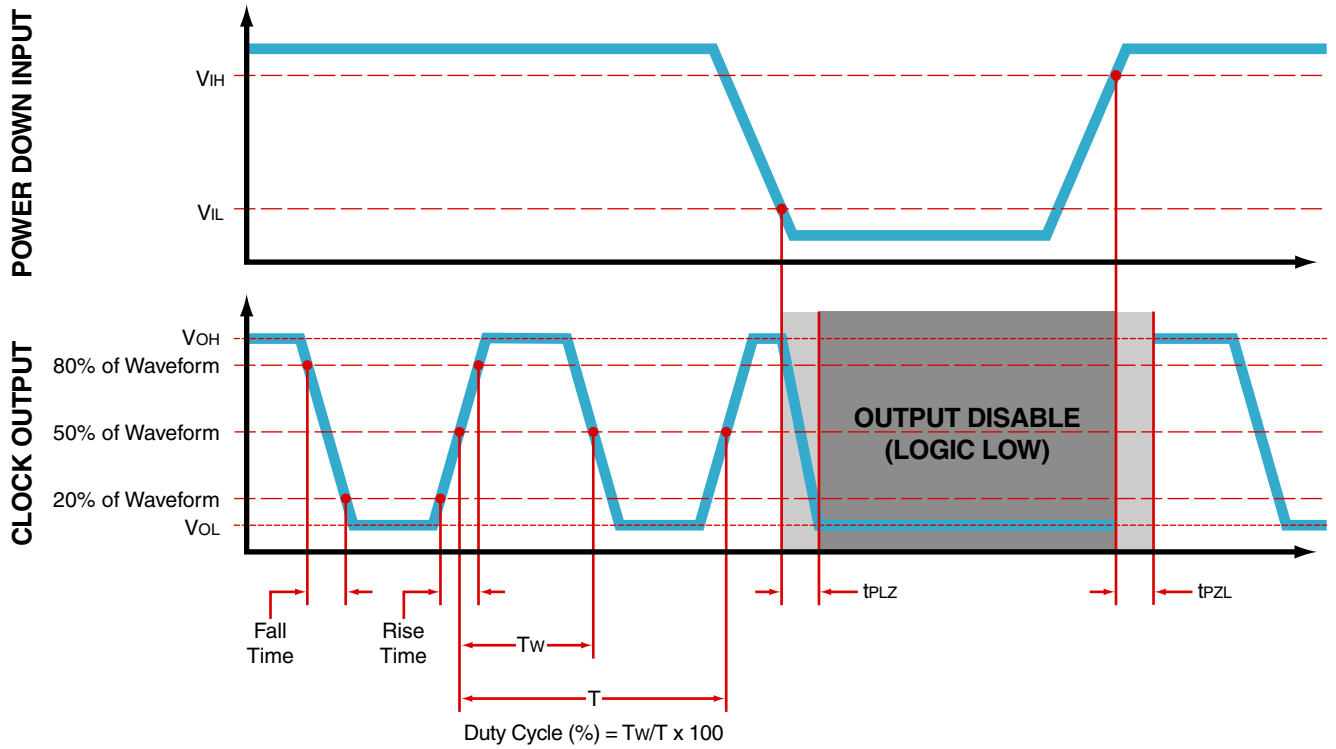 POWER DOWN INPUT
VIH
VIL
CLOCK OUTPUT
VOH
80% of Waveform
50% of Waveform
20% of Waveform
VOL
OUTPUT DISABLE
(LOGIC LOW)
tPLZ
tPZL
Fall
Time
Rise
Time
TW
T
Duty Cycle (%) = TW/T x 100